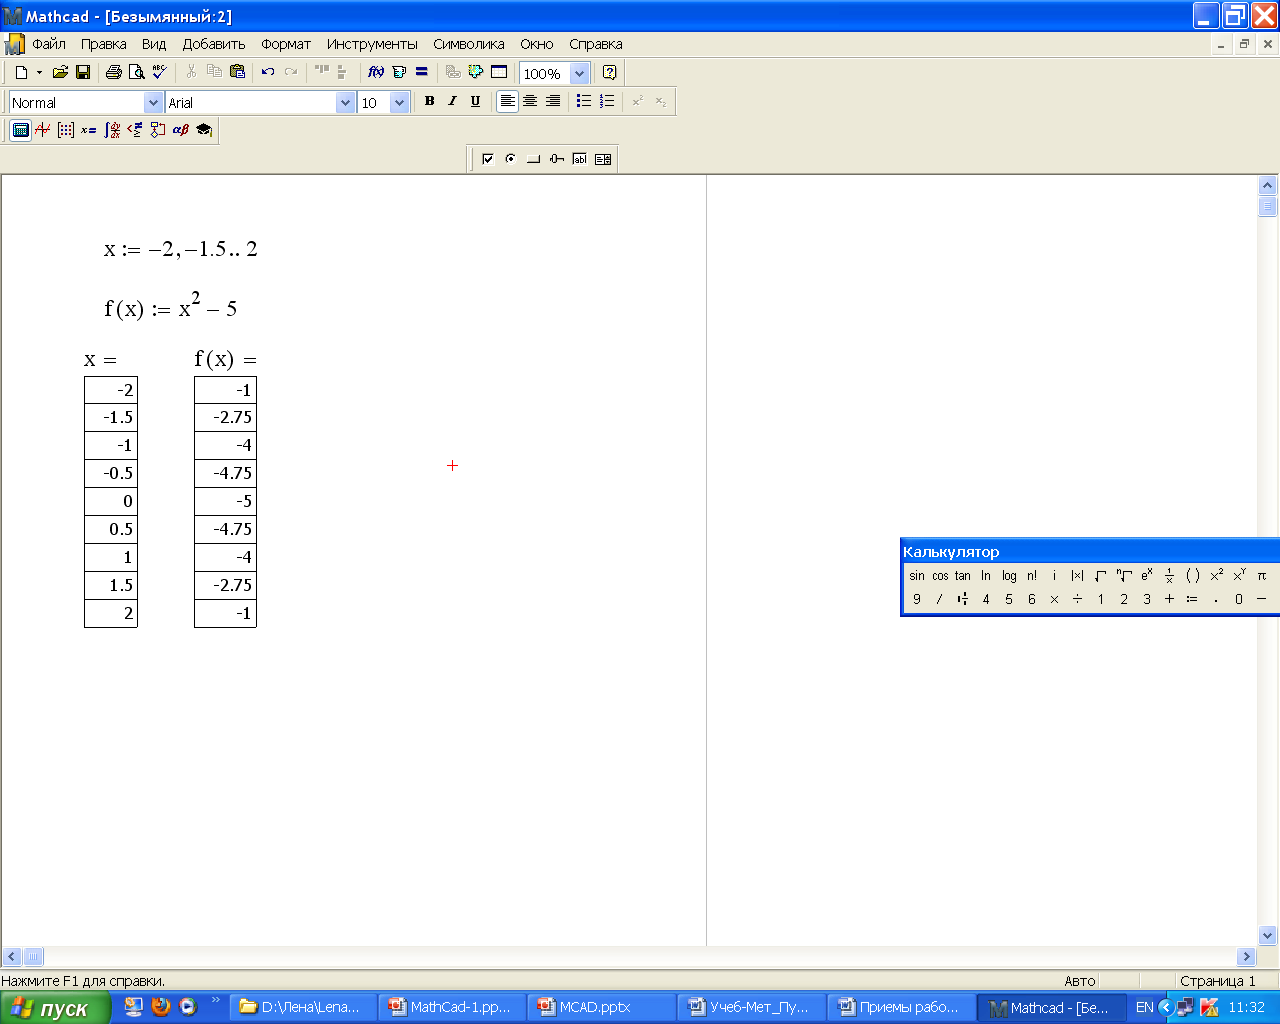 Mathcad - [Безымянный:2]
Файл Правка Вид Добавить Формат Инструменты Символика Окно Справка
100%
Normal Arial 10 B I U
x := −2, −1.5.. 2
f(x) := x² − 5
x = f(x) =
-2 -1
-1.5 -2.75
-1 -4
-0.5 -4.75
0 -5
0.5 -4.75
1 -4
1.5 -2.75
2 -1
Калькулятор
sin cos tan ln log n! i |×| √ ⁿ√ eˣ 1/x ( ) x² xʸ π
9 / 4 5 6 × ÷ 1 2 3 + := . 0 −
Нажмите F1 для справки. Авто Страница 1
пуск D:\Лена\Lena... MathCad-1.pp... MCAD.pptx Учеб-Мет_Пу... Приемы рабо... Mathcad - [Бе... EN 11:32